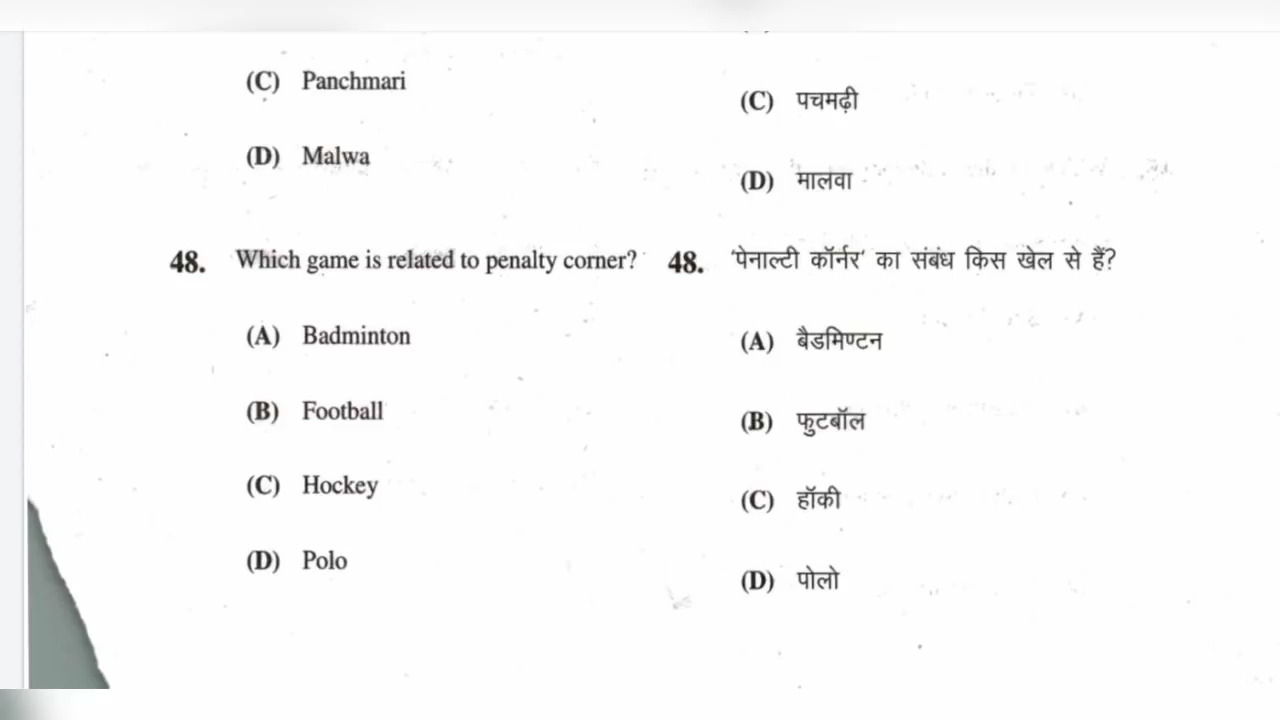 (C) Panchmari
(D) Malwa
48. Which game is related to penalty corner?
(A) Badminton
(B) Football
(C) Hockey
(D) Polo
(C) पचमढ़ी
(D) मालवा
48. 'पेनाल्टी कॉर्नर' का संबंध किस खेल से हैं?
(A) बैडमिण्टन
(B) फुटबॉल
(C) हॉकी
(D) पोलो